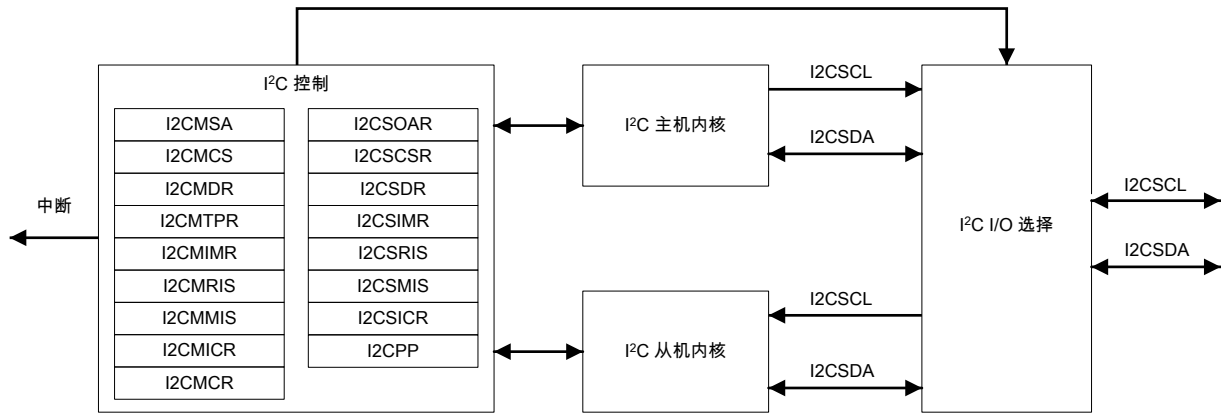 I²C 控制
I2CMSA
I2CMCS
I2CMDR
I2CMTPR
I2CMIMR
I2CMRIS
I2CMMIS
I2CMICR
I2CMCR
I2CSOAR
I2CSCSR
I2CSDR
I2CSIMR
I2CSRIS
I2CSMIS
I2CSICR
I2CPP
中断
I²C 主机内核
I2CSCL
I2CSDA
I²C 从机内核
I2CSCL
I2CSDA
I²C I/O 选择
I2CSCL
I2CSDA